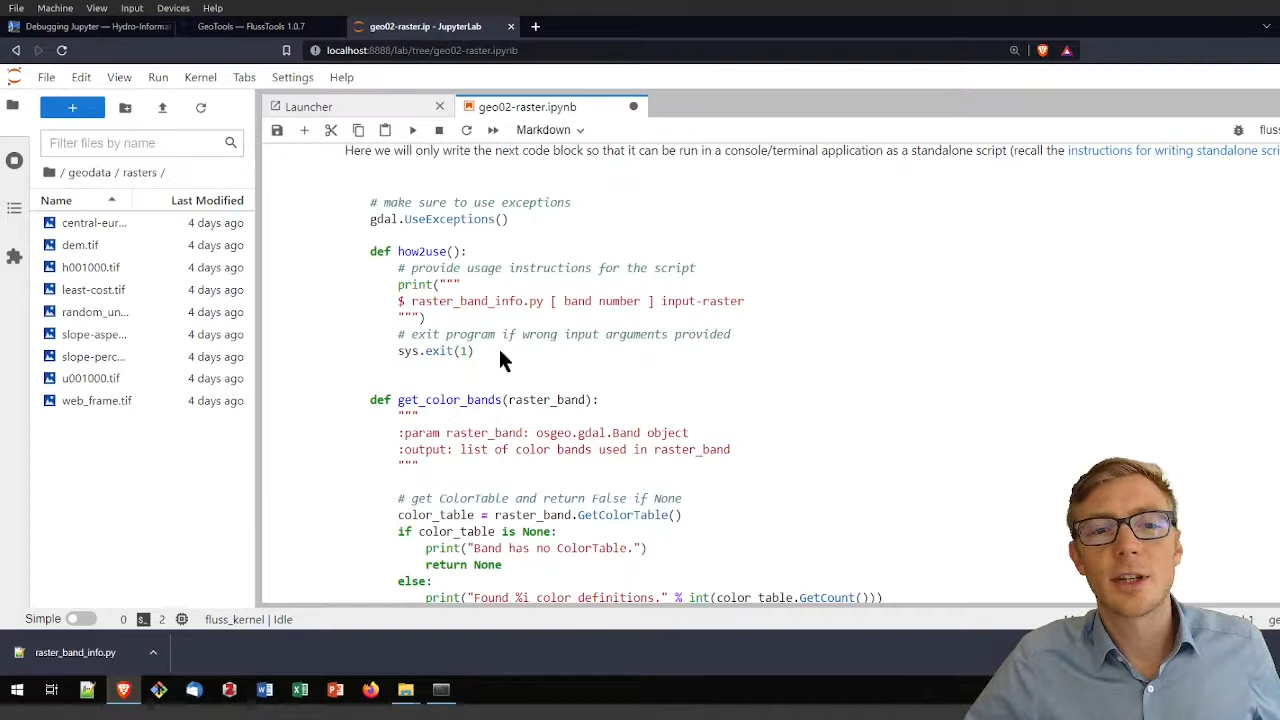 File Machine View Input Devices Help
Debugging Jupyter — Hydro-Informat
GeoTools — FlussTools 1.0.7
geo02-raster.ip - JupyterLab
localhost:8888/lab/tree/geo02-raster.ipynb
File Edit View Run Kernel Tabs Settings Help
Launcher
geo02-raster.ipynb
Markdown
fluss
Filter files by name
/ geodata / rasters /
Name Last Modified
central-eur... 4 days ago
dem.tif 4 days ago
h001000.tif 4 days ago
least-cost.tif 4 days ago
random_un... 4 days ago
slope-aspe... 4 days ago
slope-perc... 4 days ago
u001000.tif 4 days ago
web_frame.tif 4 days ago
Here we will only write the next code block so that it can be run in a console/terminal application as a standalone script (recall the instructions for writing standalone scri
# make sure to use exceptions
gdal.UseExceptions()
def how2use():
# provide usage instructions for the script
print("""
$ raster_band_info.py [ band number ] input-raster
""")
# exit program if wrong input arguments provided
sys.exit(1)
def get_color_bands(raster_band):
"""
:param raster_band: osgeo.gdal.Band object
:output: list of color bands used in raster_band
"""
# get ColorTable and return False if None
color_table = raster_band.GetColorTable()
if color_table is None:
print("Band has no ColorTable.")
return None
else:
print("Found %i color definitions." % int(color_table.GetCount()))
Simple 0 2 fluss_kernel | Idle
raster_band_info.py